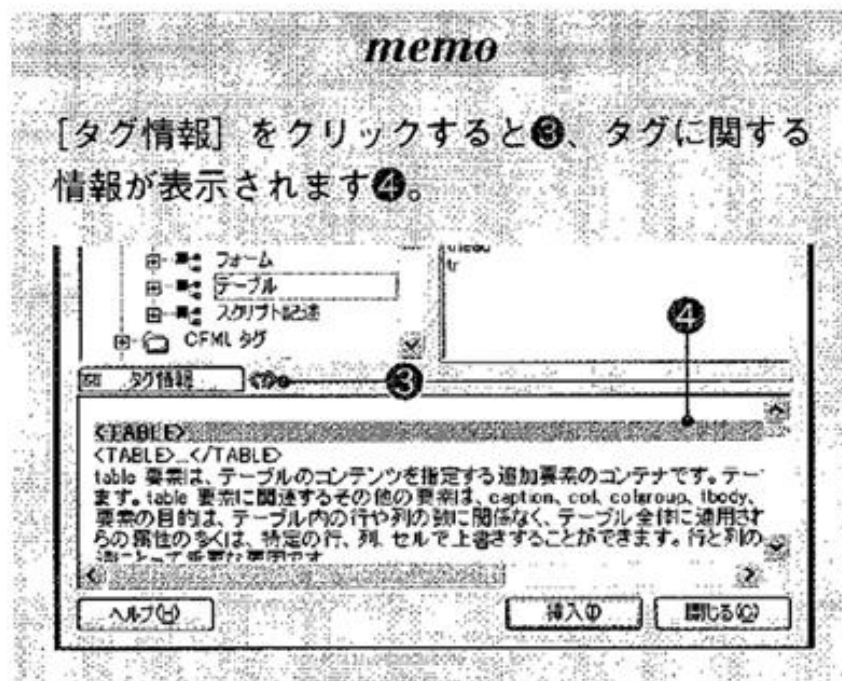 memo
[タグ情報] をクリックすると❸、タグに関する
情報が表示されます❹。
フォーム
テーブル
スクリプト記述
CFML タグ
tr
❹
タグ情報
❸
<TABLE>
<TABLE>…</TABLE>
table 要素は、テーブルのコンテンツを指定する追加要素のコンテナです。テー
ます。table 要素に関連するその他の要素は、caption、col、colgroup、tbody、
要素の目的は、テーブル内の行や列の数に関係なく、テーブル全体に適用され
らの属性の多くは、特定の行、列、セルで上書きすることができます。行と列の
ヘルプ(H)
挿入(I)
閉じる(C)